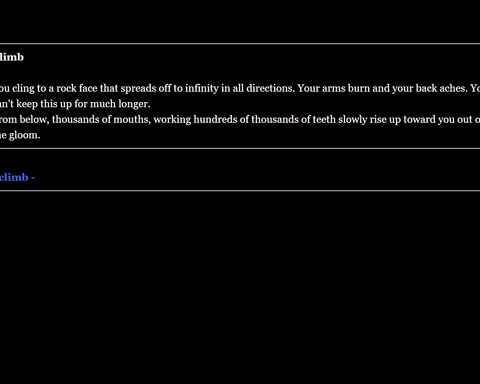 limb
ou cling to a rock face that spreads off to infinity in all directions. Your arms burn and your back aches. Yo
an't keep this up for much longer.
rom below, thousands of mouths, working hundreds of thousands of teeth slowly rise up toward you out o
he gloom.
climb -